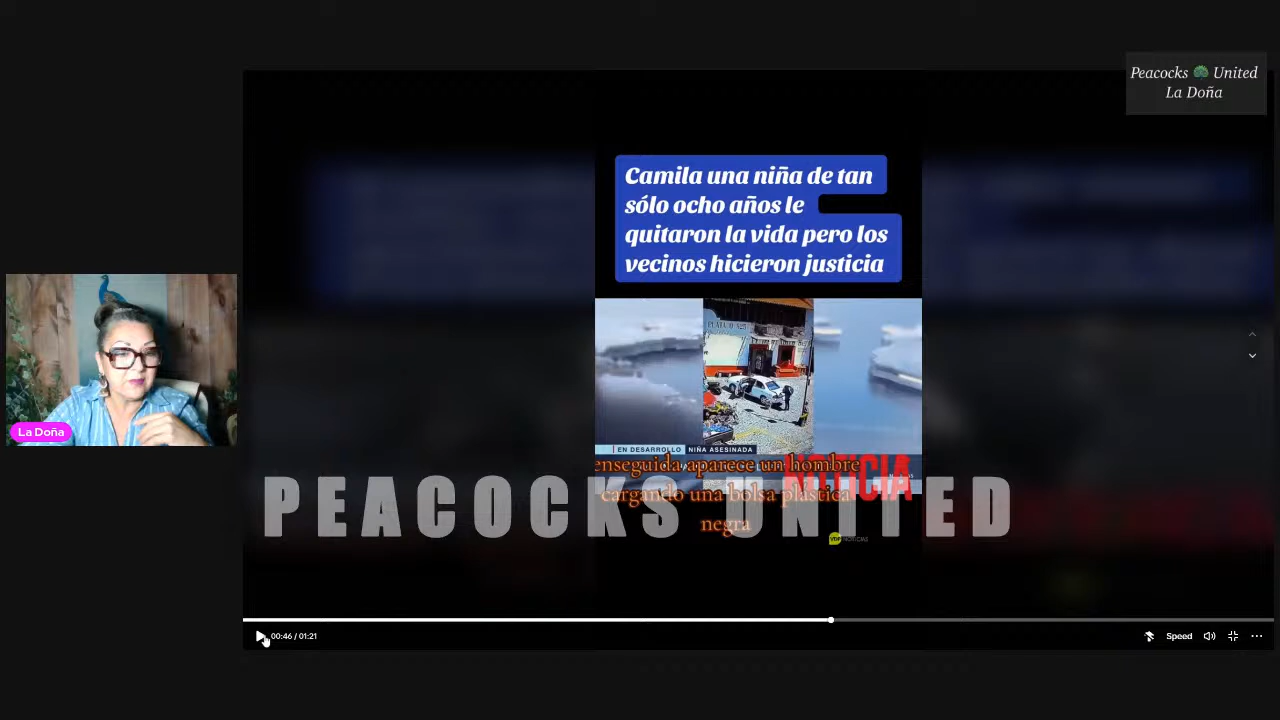 Peacocks United
La Doña
Camila una niña de tan
sólo ocho años le
quitaron la vida pero los
vecinos hicieron justicia
EN DESARROLLO NIÑA ASESINADA
enseguida aparece un hombre
cargando una bolsa plástica
negra
NOTICIA
PEACOCKS UNITED
La Doña
00:46 / 01:21
Speed